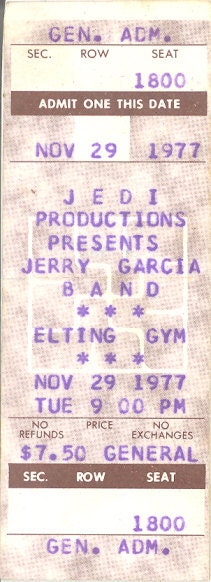 GEN. ADM.
SEC. ROW SEAT
1800
ADMIT ONE THIS DATE
NOV 29 1977
JEDI
PRODUCTIONS
PRESENTS
JERRY GARCIA
BAND
* * *
ELTING GYM
* * *
NOV 29 1977
TUE 9 00 PM
NO REFUNDS PRICE NO EXCHANGES
$7.50 GENERAL
SEC. ROW SEAT
1800
GEN. ADM.